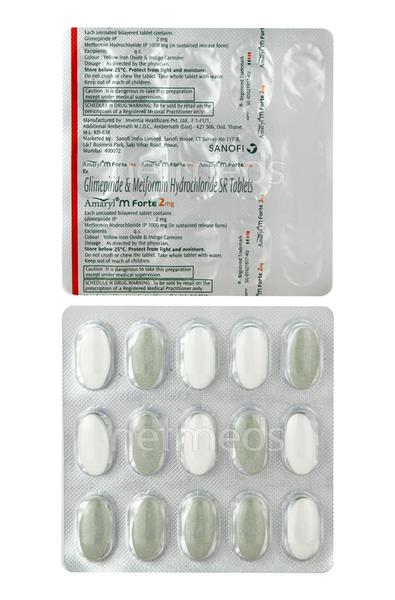 Each uncoated bilayered tablet contains :
Glimepiride IP 2 mg
Metformin Hydrochloride IP 1000 mg (in sustained release form)
Excipients q.s
Colour : Yellow Iron Oxide & Indigo Carmine
Dosage : As directed by the physician.
Store below 25°C. Protect from light and moisture.
Do not crush or chew the tablet. Take whole tablet with water
Keep out of reach of children.
Caution : It is dangerous to take this preparation
except under medical supervision.
SCHEDULE H DRUG WARNING: To be sold by retail on the
prescription of a Registered Medical Practitioner only.
Manufactured by : Inventia Healthcare Pvt. Ltd., F 1-F1/1,
Additional Ambernath M.I.D.C., Ambernath (East) - 421 506, Dist. Thane
M.L. KD-638
Marketed by : Sanofi India Limited, Sanofi House, CT Survey No 117-B,
L&T Business Park, Saki Vihar Road, Powai,
Mumbai 400072
SANOFI
Amaryl® M Forte 2mg
Rx
Glimepiride & Metformin Hydrochloride SR Tablets
Amaryl® M Forte 2mg
Each uncoated bilayered tablet contains :
Glimepiride IP 2 mg
Metformin Hydrochloride IP 1000 mg (in sustained release form)
Excipients q.s
Colour : Yellow Iron Oxide & Indigo Carmine
Dosage : As directed by the physician.
Store below 25°C. Protect from light and moisture.
Do not crush or chew the tablet. Take whole tablet with water
Keep out of reach of children.
Caution : It is dangerous to take this preparation
except under medical supervision.
SCHEDULE H DRUG WARNING: To be sold by retail on the
prescription of a Registered Medical Practitioner only
Amaryl® M Forte 2mg
® Registered Trademark
netmeds
netmeds